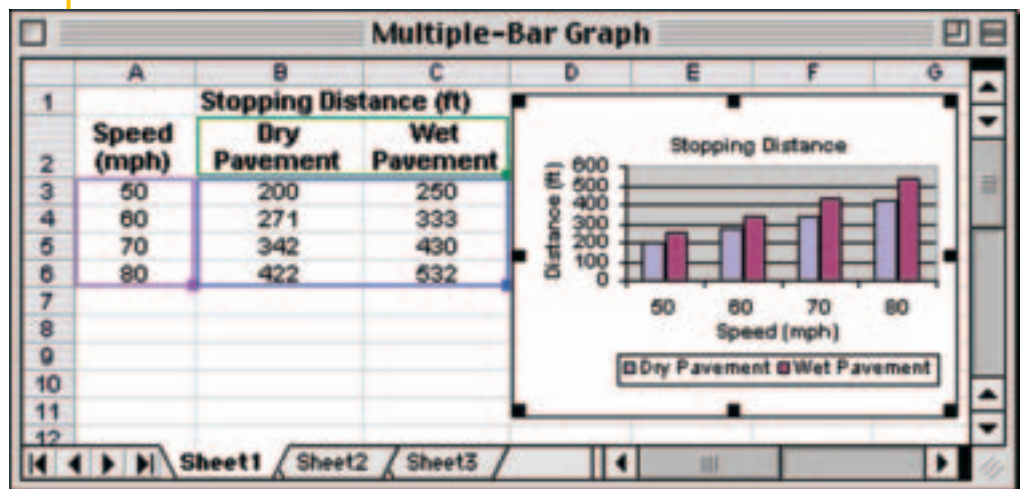 Multiple-Bar Graph
A B C D E F G
1 Stopping Distance (ft)
2 Speed (mph) Dry Pavement Wet Pavement
3 50 200 250
4 60 271 333
5 70 342 430
6 80 422 532
7
8
9
10
11
12
Stopping Distance
Distance (ft)
600
500
400
300
200
100
0
50 60 70 80
Speed (mph)
Dry Pavement Wet Pavement
Sheet1 Sheet2 Sheet3